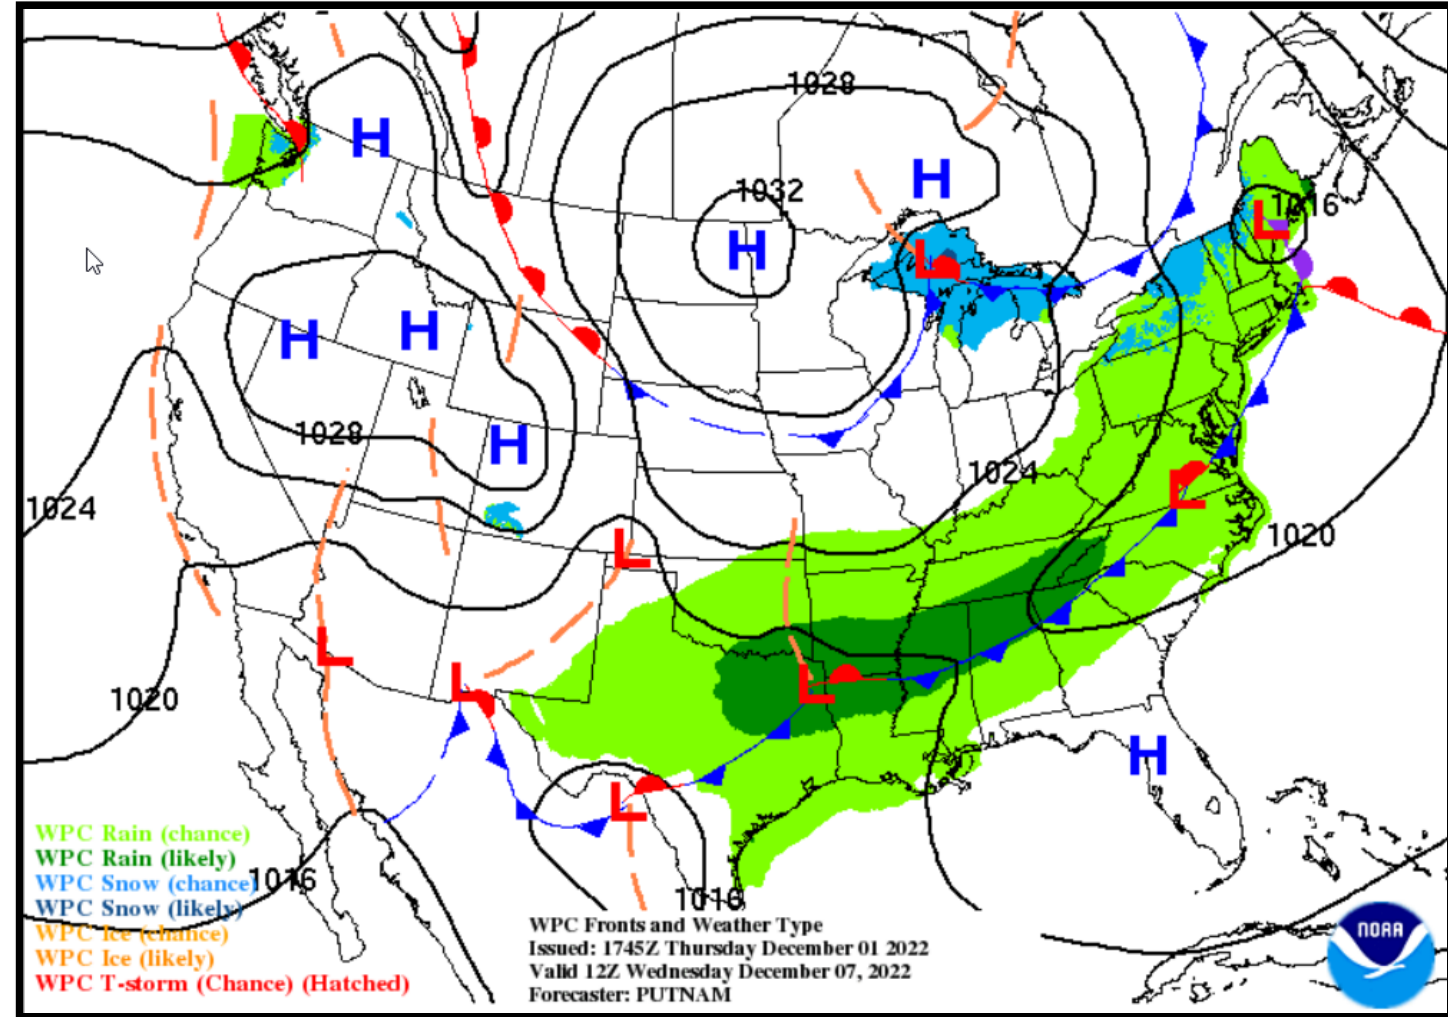 1028
H
H
1032
H
1016
L
L
H
H
1028
H
1024
1024
L
1020
L
L
L
L
1020
H
L
WPC Rain (chance)
WPC Rain (likely)
WPC Snow (chance)
WPC Snow (likely)
WPC Ice (chance)
WPC Ice (likely)
WPC T-storm (Chance) (Hatched)
1016
1016
WPC Fronts and Weather Type
Issued: 1745Z Thursday December 01 2022
Valid 12Z Wednesday December 07, 2022
Forecaster: PUTNAM
NOAA